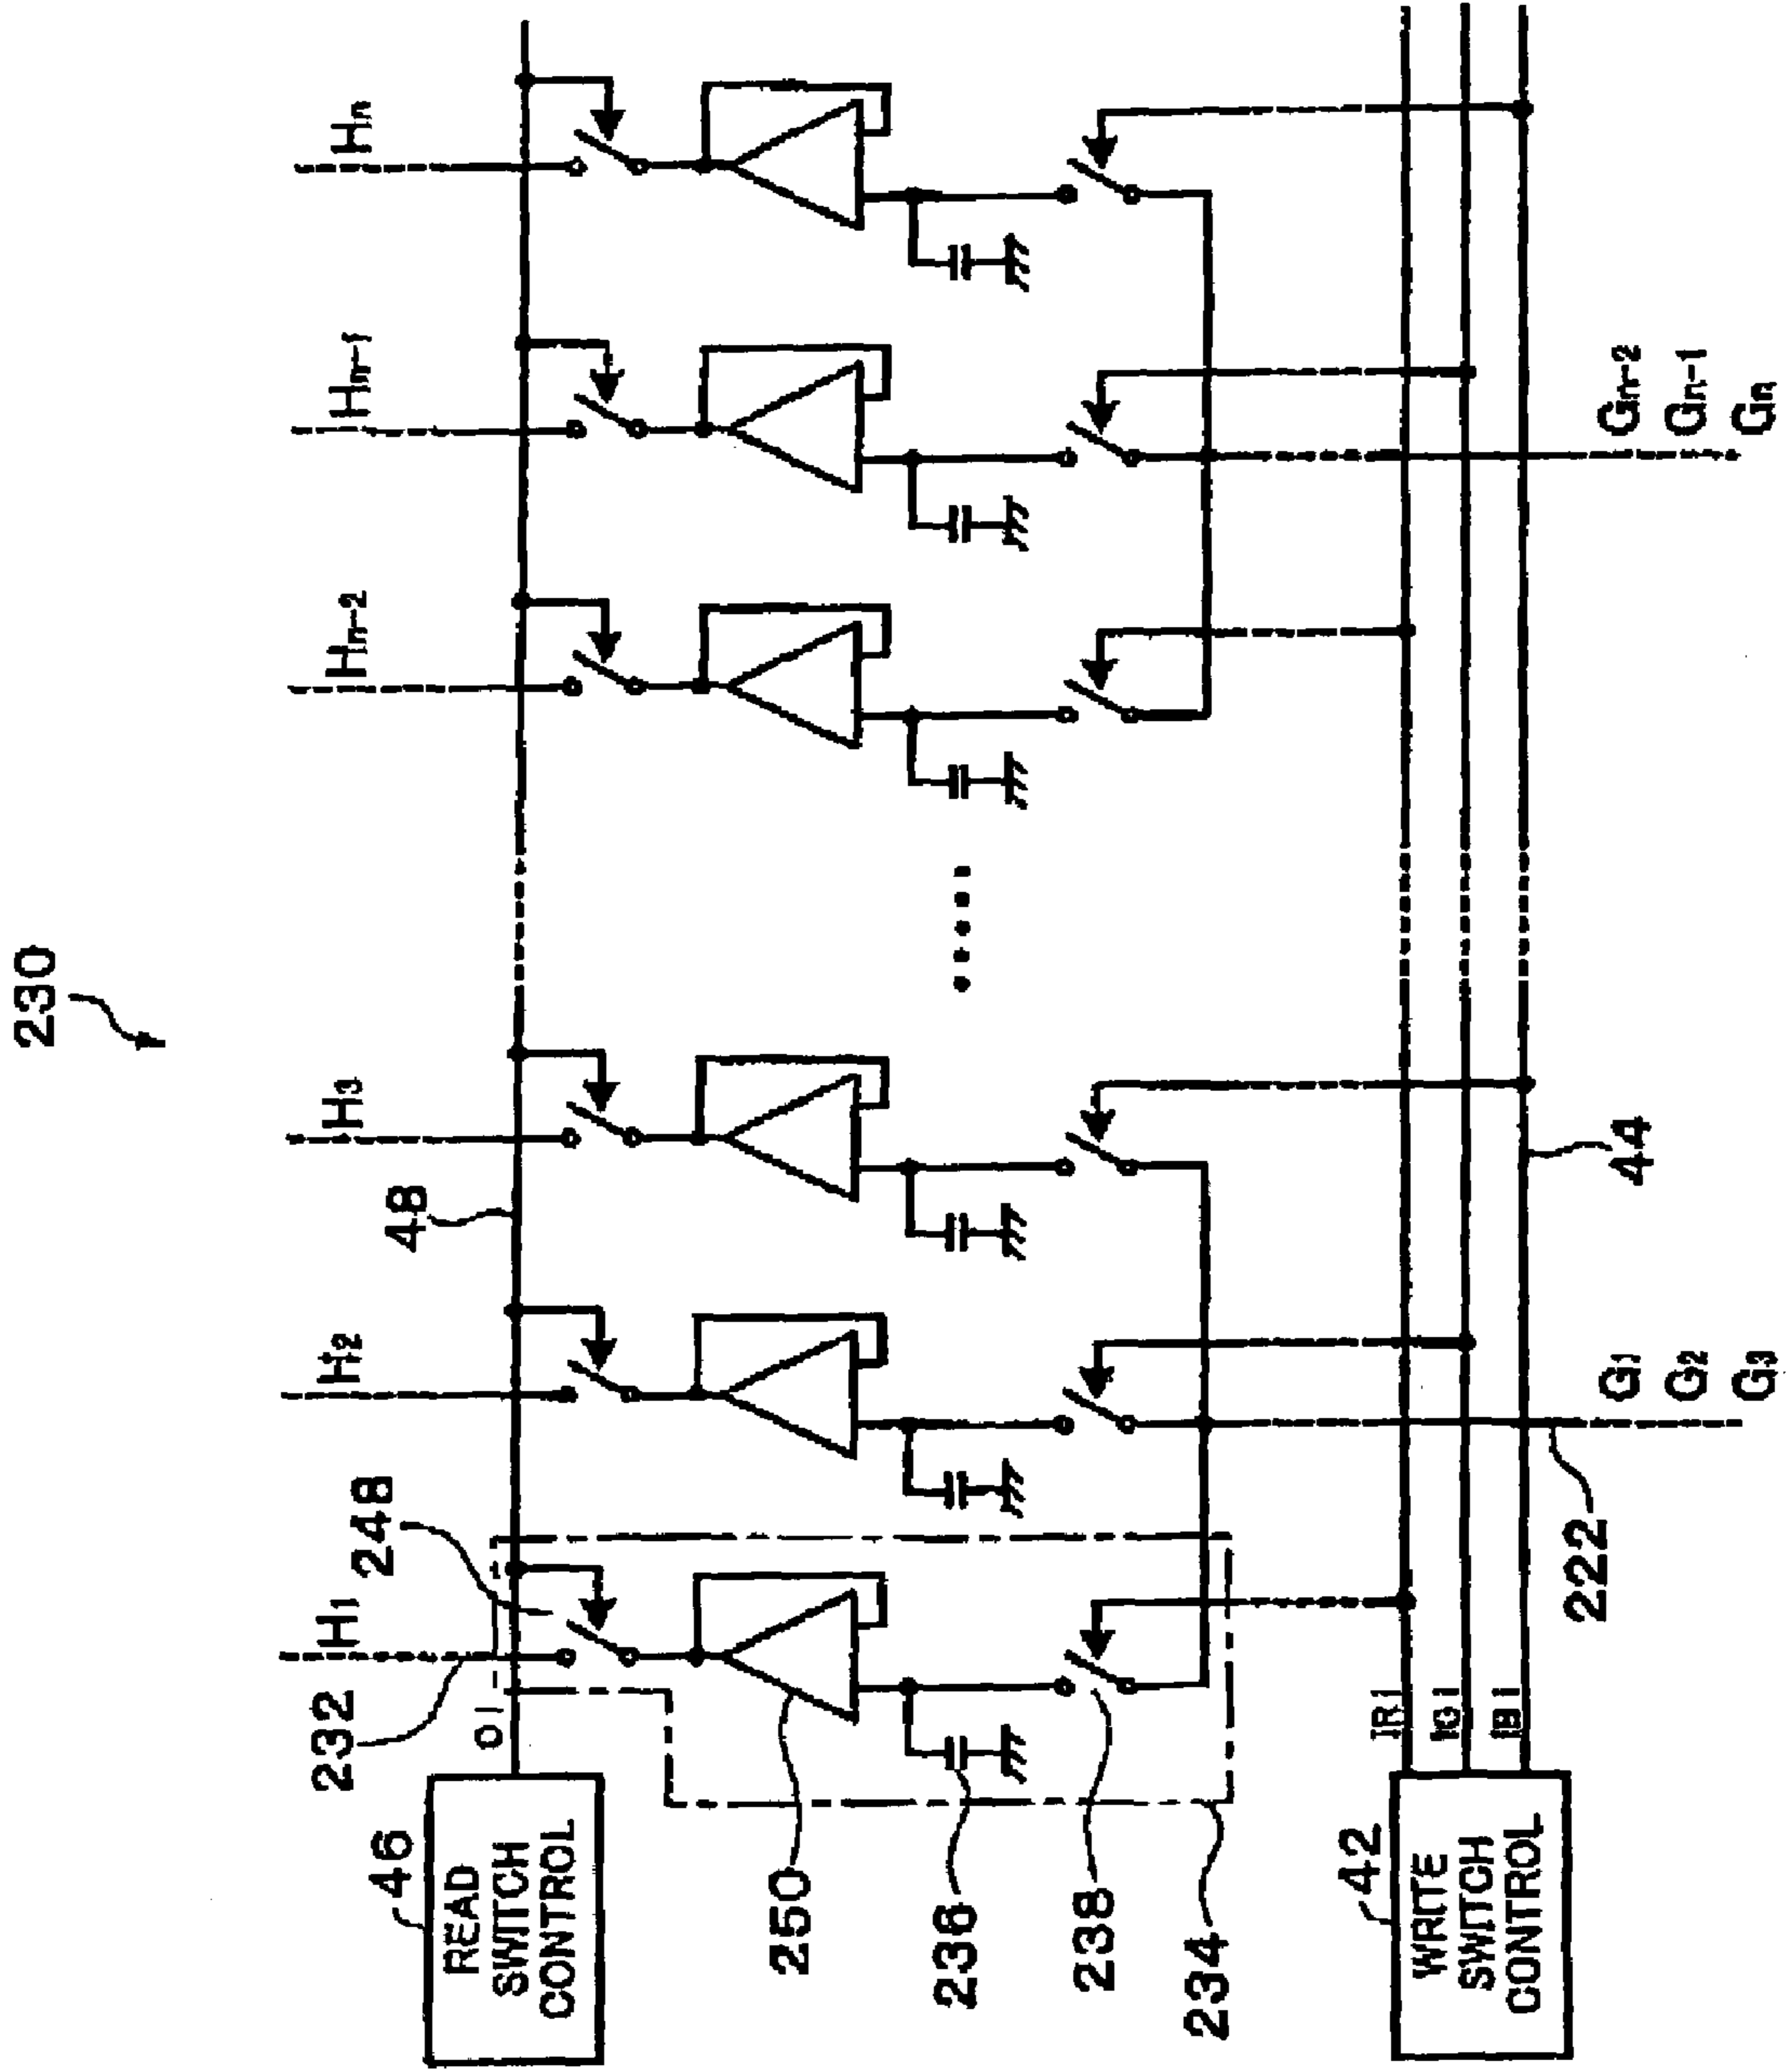 230
H1
H2
H3
Hn-2
Hn-1
Hn
232
248
48
O1
46
READ
SWITCH
CONTROL
250
236
238
234
42
WRITE
SWITCH
CONTROL
IR1
IG1
IB1
222
44
G1
G2
G3
Gn-2
Gn-1
Gn